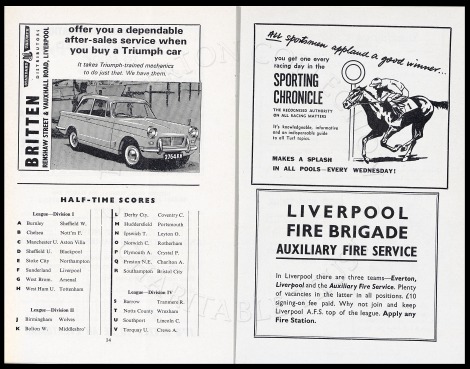 offer you a dependable
after-sales service when
you buy a Triumph car
It takes Triumph-trained mechanics
to do just that. We have them.
DISTRIBUTORS
BRITTEN
RENSHAW STREET & VAUXHALL ROAD, LIVERPOOL
HALF-TIME SCORES
League—Division I
A Burnley Sheffield W.
B Chelsea Nott'm F.
C Manchester U. Aston Villa
D Sheffield U. Blackpool
E Stoke City Northampton
F Sunderland Liverpool
G West Brom. Arsenal
H West Ham U. Tottenham
League—Division II
J Birmingham Wolves
K Bolton W. Middlesbro'
L Derby Co. Coventry C.
M Huddersfield Portsmouth
N Ipswich T. Leyton O.
O Norwich C. Rotherham
P Plymouth A. Crystal P.
Q Preston N.E. Charlton A.
R Southampton Bristol City
League—Division IV
S Barrow Tranmere R.
T Notts County Wrexham
U Southport Lincoln C.
V Torquay U. Crewe A.
34
All Sportsmen applaud a good winner...
you get one every
racing day in the
SPORTING
CHRONICLE
THE RECOGNISED AUTHORITY
ON ALL RACING MATTERS
It's knowledgeable, informative
and an indispensable guide
to all Turf topics.
MAKES A SPLASH
IN ALL POOLS—EVERY WEDNESDAY!
LIVERPOOL
FIRE BRIGADE
AUXILIARY FIRE SERVICE
In Liverpool there are three teams—Everton,
Liverpool and the Auxiliary Fire Service. Plenty
of vacancies in the latter in all positions. £10
signing-on fee paid. Why not join and keep
Liverpool A.F.S. top of the league. Apply any
Fire Station.